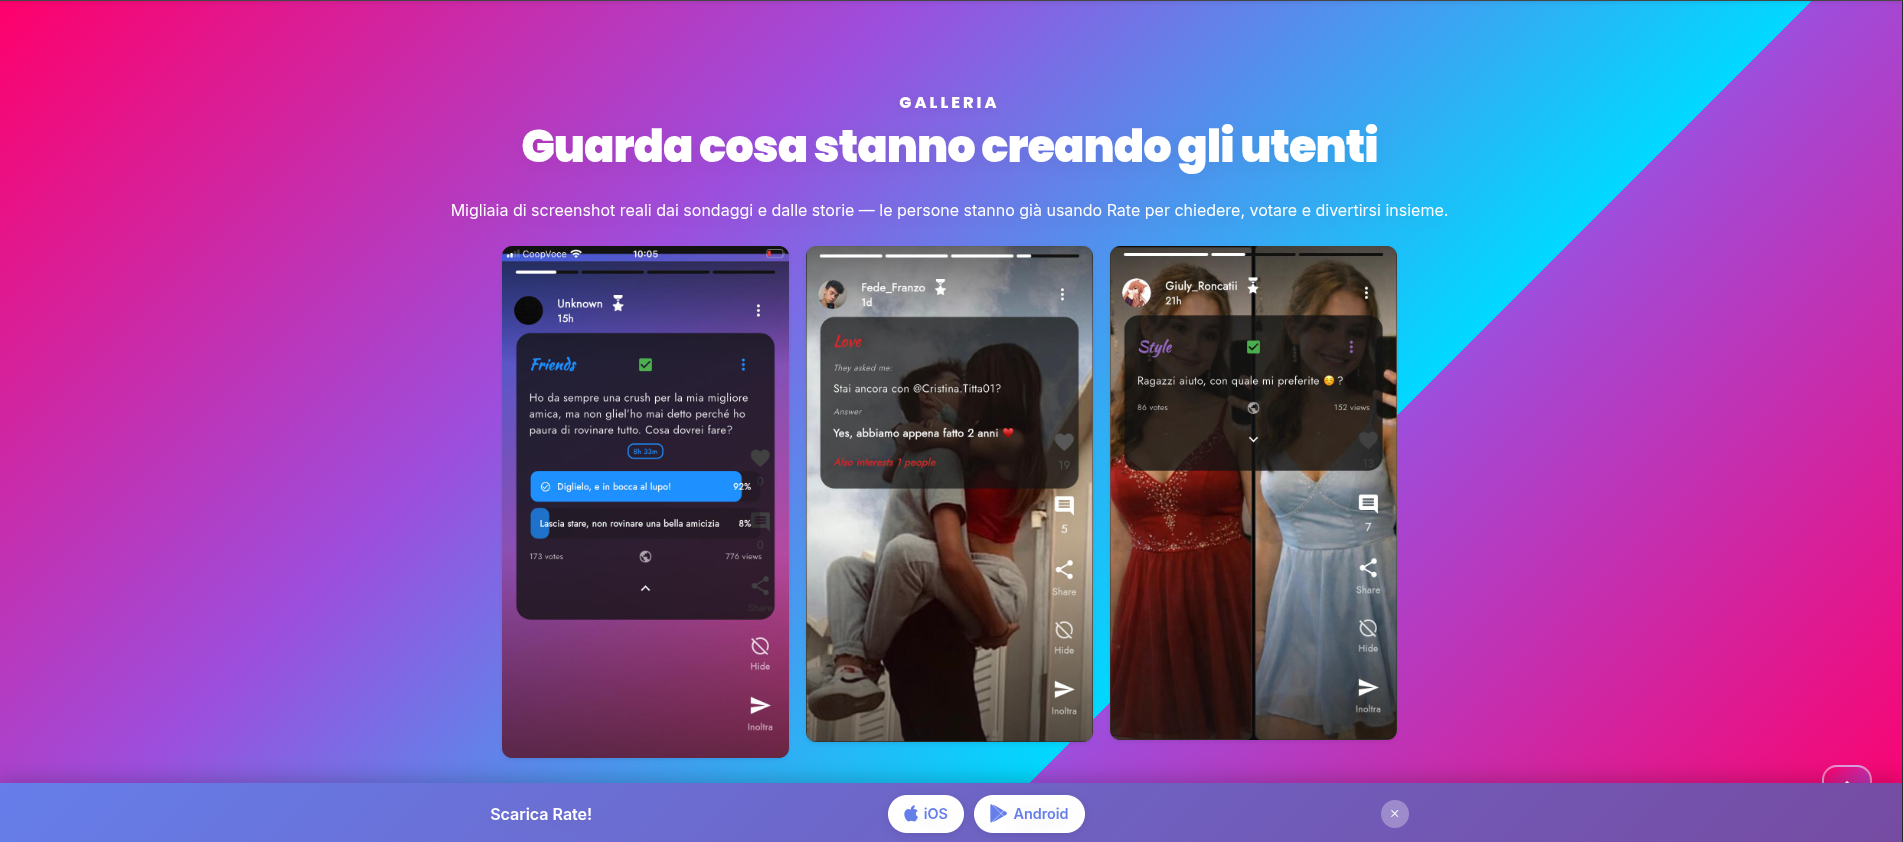 GALLERIA
Guarda cosa stanno creando gli utenti
Migliaia di screenshot reali dai sondaggi e dalle storie — le persone stanno già usando Rate per chiedere, votare e divertirsi insieme.
CoopVoce 10:05
Unknown
15h
Friends
Ho da sempre una crush per la mia migliore
amica, ma non gliel'ho mai detto perché ho
paura di rovinare tutto. Cosa dovrei fare?
8h 33m
0
Diglielo, e in bocca al lupo! 92%
Lascia stare, non rovinare una bella amicizia 8%
0
173 votes 776 views
Share
Hide
Inoltra
Fede_Franzo
1d
Love
They asked me:
Stai ancora con @Cristina.Titta01?
Answer
Yes, abbiamo appena fatto 2 anni ❤️
Also interests 1 people
19
5
Share
Hide
Inoltra
Giuly_Roncatii
21h
Style
Ragazzi aiuto, con quale mi preferite ☺️ ?
86 votes 152 views
13
7
Share
Hide
Inoltra
Scarica Rate!
iOS
Android